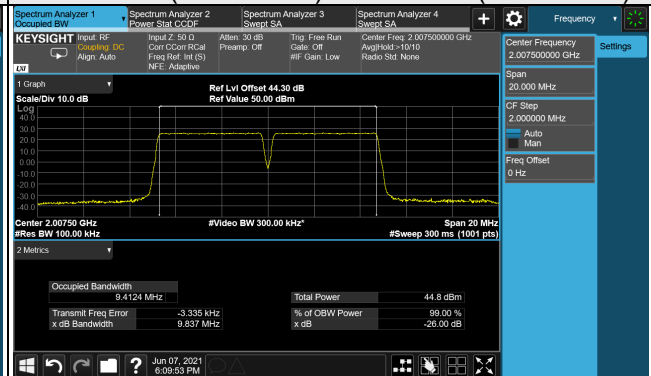 Spectrum Analyzer 1
Occupied BW
Spectrum Analyzer 2
Power Stat CCDF
Spectrum Analyzer 3
Swept SA
Spectrum Analyzer 4
Swept SA
+
Frequency
KEYSIGHT
LXI
Input: RF
Coupling: DC
Align: Auto
Input Z: 50 Ω
Corr CCorr RCal
Freq Ref: Int (S)
NFE: Adaptive
Atten: 30 dB
Preamp: Off
Trig: Free Run
Gate: Off
#IF Gain: Low
Center Freq: 2.007500000 GHz
Avg|Hold:>10/10
Radio Std: None
Center Frequency
2.007500000 GHz
Settings
Span
20.000 MHz
CF Step
2.000000 MHz
Auto
Man
Freq Offset
0 Hz
1 Graph
Scale/Div 10.0 dB
Ref Lvl Offset 44.30 dB
Ref Value 50.00 dBm
Log
40.0
30.0
20.0
10.0
0.00
-10.0
-20.0
-30.0
-40.0
Center 2.00750 GHz
#Res BW 100.00 kHz
#Video BW 300.00 kHz*
Span 20 MHz
#Sweep 300 ms (1001 pts)
2 Metrics
Occupied Bandwidth
9.4124 MHz
Total Power
44.8 dBm
Transmit Freq Error
-3.335 kHz
% of OBW Power
99.00 %
x dB Bandwidth
9.837 MHz
x dB
-26.00 dB
?
Jun 07, 2021
6:09:53 PM